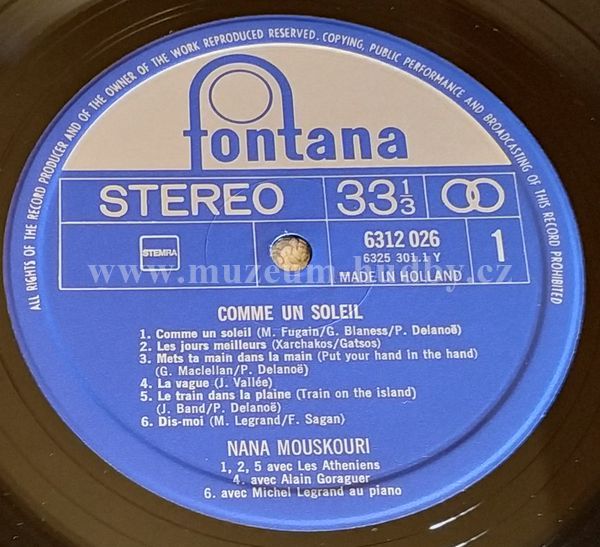 ALL RIGHTS OF THE RECORD PRODUCER AND OF THE OWNER OF THE WORK REPRODUCED RESERVED. COPYING, PUBLIC PERFORMANCE AND BROADCASTING OF THIS RECORD PROHIBITED
fontana
STEREO 33 1/3
STEMRA
6312 026
6325 301.1 Y
MADE IN HOLLAND
1
www.muzeum-hudby.cz
COMME UN SOLEIL
1. Comme un soleil (M. Fugain/G. Blaness/P. Delanoë)
2. Les jours meilleurs (Xarchakos/Gatsos)
3. Mets ta main dans la main (Put your hand in the hand)
(G. Maclellan/P. Delanoë)
4. La vague (J. Vallée)
5. Le train dans la plaine (Train on the island)
(J. Band/P. Delanoë)
6. Dis-moi (M. Legrand/F. Sagan)
NANA MOUSKOURI
1, 2, 5 avec Les Atheniens
4. avec Alain Goraguer
6. avec Michel Legrand au piano